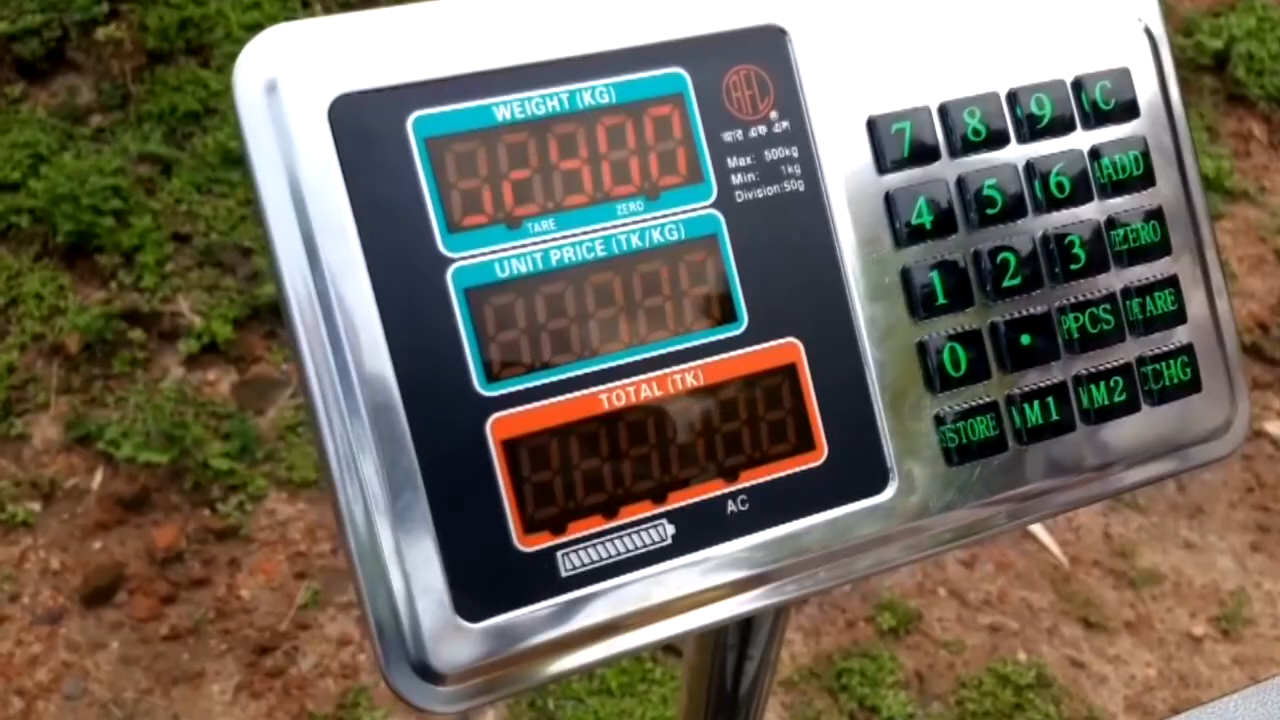 WEIGHT (KG)
TARE
ZERO
UNIT PRICE (TK/KG)
TOTAL (TK)
AC
RFL
®
আর এফ এল
Max: 500kg
Min: 1kg
Division:50g
7 8 9 C
4 5 6 ADD
1 2 3 ZERO
0 . PCS TARE
STORE M1 M2 CHG